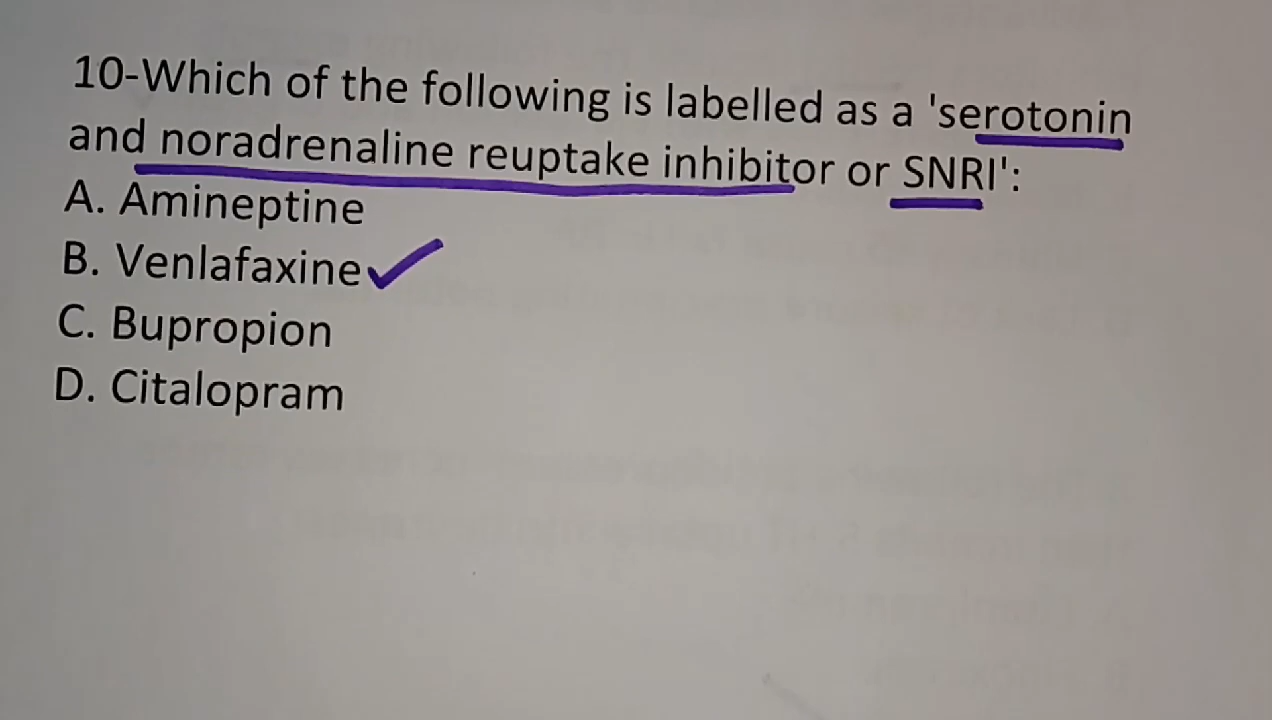 10-Which of the following is labelled as a 'serotonin
and noradrenaline reuptake inhibitor or SNRI':
A. Amineptine
B. Venlafaxine
C. Bupropion
D. Citalopram